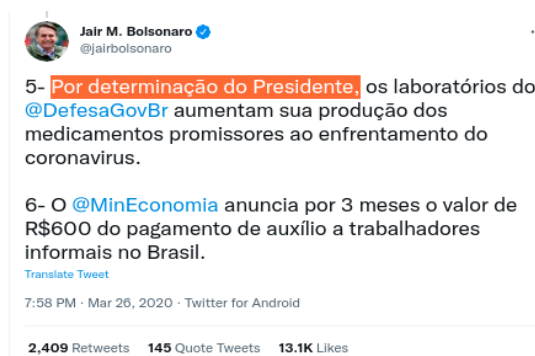 Jair M. Bolsonaro
@jairbolsonaro
5- Por determinação do Presidente, os laboratórios do
@DefesaGovBr aumentam sua produção dos
medicamentos promissores ao enfrentamento do
coronavirus.
6- O @MinEconomia anuncia por 3 meses o valor de
R$600 do pagamento de auxílio a trabalhadores
informais no Brasil.
Translate Tweet
7:58 PM · Mar 26, 2020 · Twitter for Android
2,409 Retweets 145 Quote Tweets 13.1K Likes